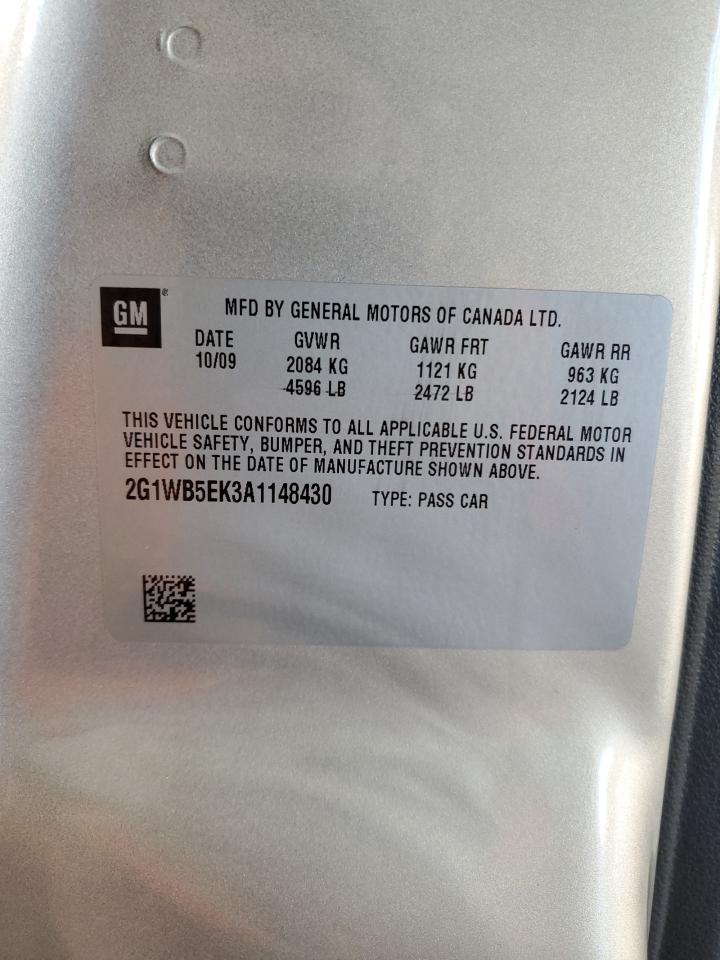 GM ® MFD BY GENERAL MOTORS OF CANADA LTD.
DATE GVWR GAWR FRT GAWR RR
10/09 2084 KG 1121 KG 963 KG
4596 LB 2472 LB 2124 LB
THIS VEHICLE CONFORMS TO ALL APPLICABLE U.S. FEDERAL MOTOR
VEHICLE SAFETY, BUMPER, AND THEFT PREVENTION STANDARDS IN
EFFECT ON THE DATE OF MANUFACTURE SHOWN ABOVE.
2G1WB5EK3A1148430 TYPE: PASS CAR